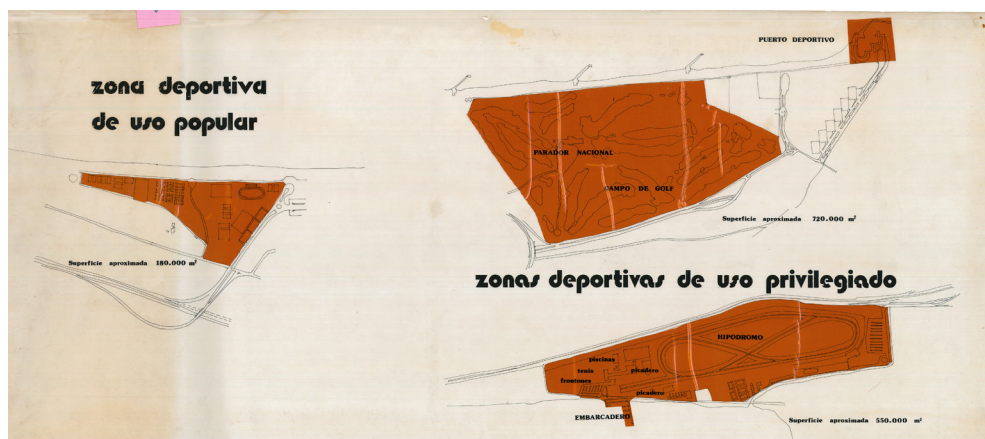 zona deportiva
de uso popular
Superficie aproximada 180.000 m²
PUERTO DEPORTIVO
PARADOR NACIONAL
CAMPO DE GOLF
Superficie aproximada 720.000 m²
zonas deportivas de uso privilegiado
HIPODROMO
piscinas
tenis
picadero
frontones
picadero
EMBARCADERO
Superficie aproximada 550.000 m²